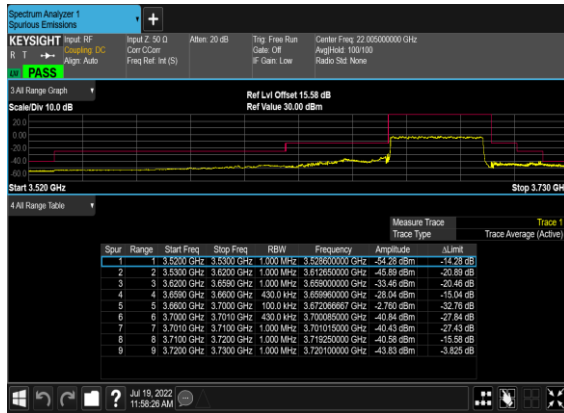 Spectrum Analyzer 1
Spurious Emissions
KEYSIGHT Input: RF Input Z: 50 Ω Atten: 20 dB Trig: Free Run Center Freq: 22.005000000 GHz
R T Coupling: DC Corr CCorr Gate: Off Avg|Hold: 100/100
Align: Auto Freq Ref: Int (S) IF Gain: Low Radio Std: None
PASS
3 All Range Graph
Ref Lvl Offset 15.58 dB
Scale/Div 10.0 dB Ref Value 30.00 dBm
20.0
0.00
-20.0
-40.0
-60.0
Start 3.520 GHz Stop 3.730 GH
4 All Range Table
Measure Trace Trace 1
Trace Type Trace Average (Active)
Spur Range Start Freq Stop Freq RBW Frequency Amplitude ΔLimit
1 1 3.5200 GHz 3.5300 GHz 1.000 MHz 3.528600000 GHz -54.28 dBm -14.28 dB
2 2 3.5300 GHz 3.6200 GHz 1.000 MHz 3.612650000 GHz -45.89 dBm -20.89 dB
3 3 3.6200 GHz 3.6590 GHz 1.000 MHz 3.659000000 GHz -33.46 dBm -20.46 dB
4 4 3.6590 GHz 3.6600 GHz 430.0 kHz 3.659960000 GHz -28.04 dBm -15.04 dB
5 5 3.6600 GHz 3.7000 GHz 100.0 kHz 3.672066667 GHz -2.760 dBm -32.76 dB
6 6 3.7000 GHz 3.7010 GHz 430.0 kHz 3.700085000 GHz -40.84 dBm -27.84 dB
7 7 3.7010 GHz 3.7100 GHz 1.000 MHz 3.701015000 GHz -40.43 dBm -27.43 dB
8 8 3.7100 GHz 3.7200 GHz 1.000 MHz 3.719250000 GHz -40.58 dBm -15.58 dB
9 9 3.7200 GHz 3.7300 GHz 1.000 MHz 3.720100000 GHz -43.83 dBm -3.825 dB
Jul 19, 2022
11:58:26 AM